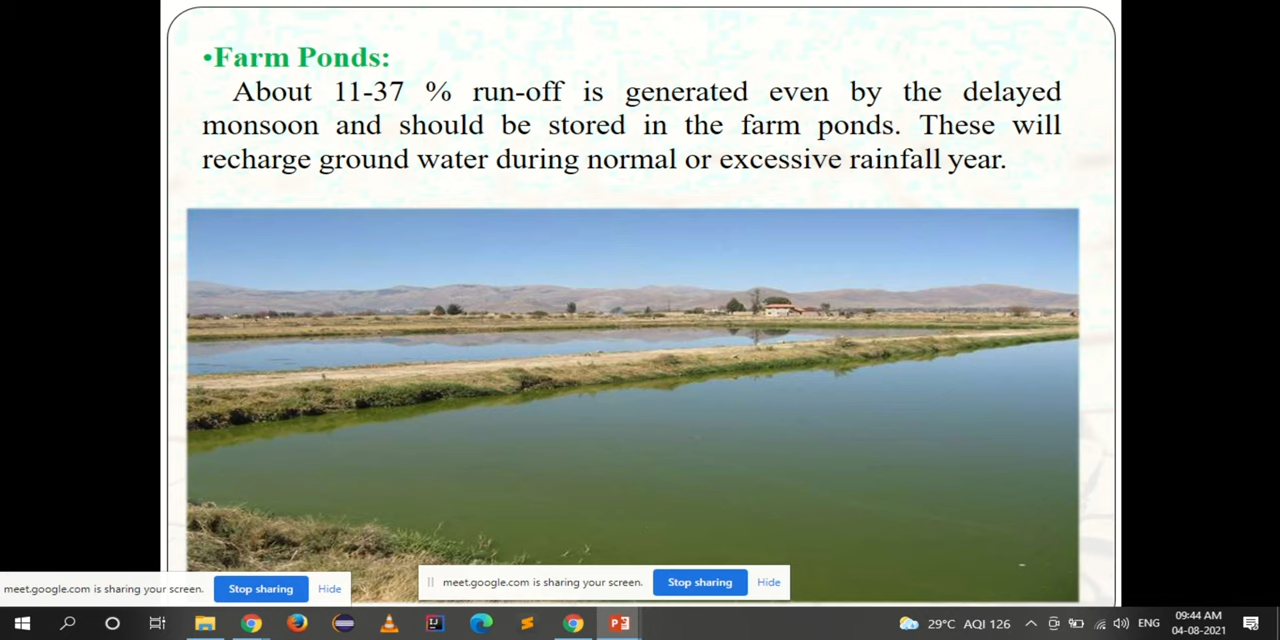 •Farm Ponds:
About 11-37 % run-off is generated even by the delayed
monsoon and should be stored in the farm ponds. These will
recharge ground water during normal or excessive rainfall year.
meet.google.com is sharing your screen. Stop sharing Hide
meet.google.com is sharing your screen. Stop sharing Hide
29°C AQI 126 ENG
09:44 AM
04-08-2021